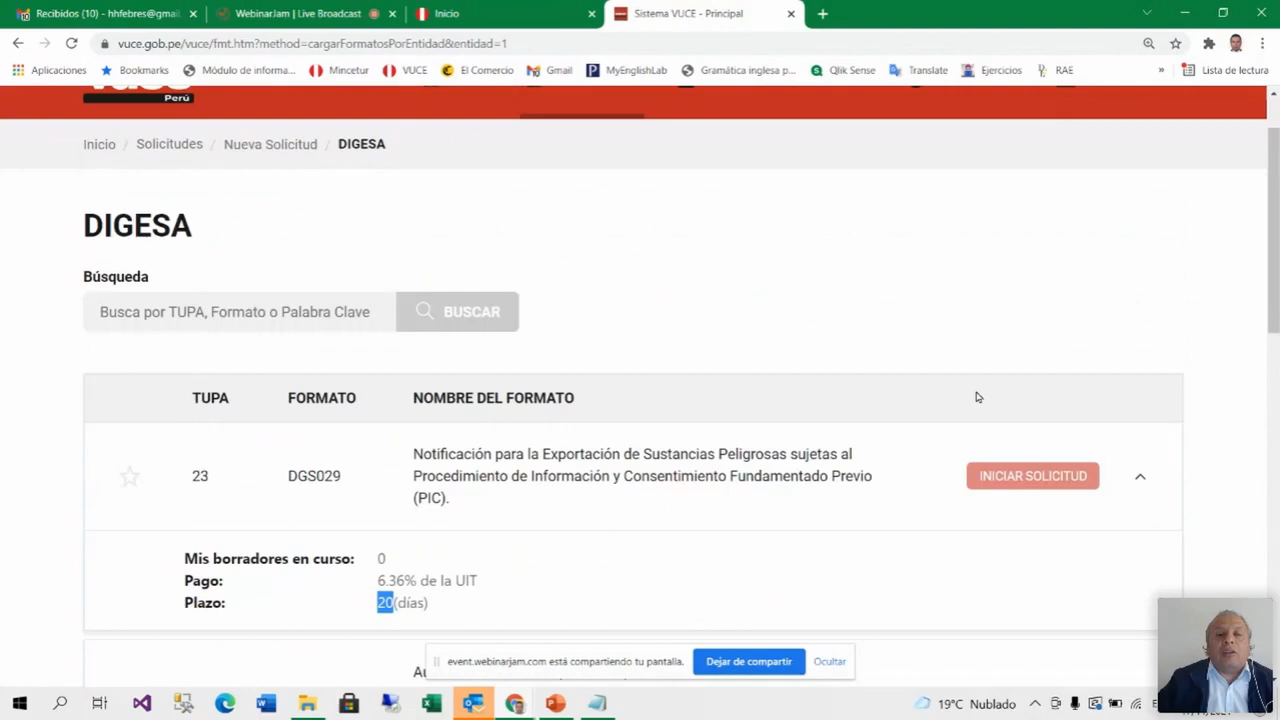 Recibidos (10) - hhfebres@gmail
WebinarJam | Live Broadcast
Inicio
Sistema VUCE - Principal
vuce.gob.pe/vuce/fmt.htm?method=cargarFormatosPorEntidad&entidad=1
Aplicaciones
Bookmarks
Módulo de informa...
Mincetur
VUCE
El Comercio
Gmail
MyEnglishLab
Gramática inglesa p...
Qlik Sense
Translate
Ejercicios
RAE
»
Lista de lectura
Perú
Inicio / Solicitudes / Nueva Solicitud / DIGESA
DIGESA
Búsqueda
Busca por TUPA, Formato o Palabra Clave
BUSCAR
TUPA FORMATO NOMBRE DEL FORMATO
23 DGS029
Notificación para la Exportación de Sustancias Peligrosas sujetas al
Procedimiento de Información y Consentimiento Fundamentado Previo
(PIC).
INICIAR SOLICITUD
Mis borradores en curso: 0
Pago: 6.36% de la UIT
Plazo: 20(días)
event.webinarjam.com está compartiendo tu pantalla.
Dejar de compartir
Ocultar
19°C Nublado